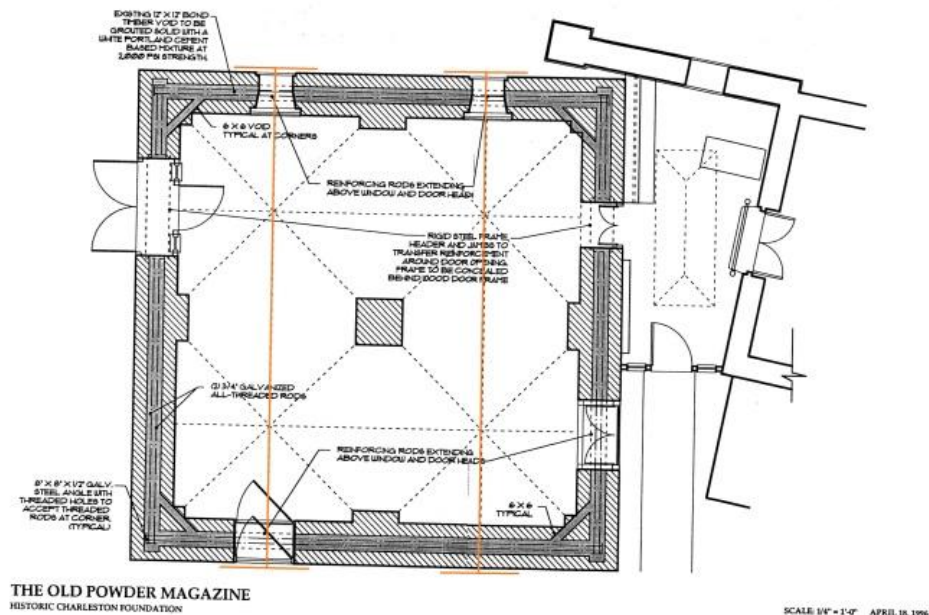 EXISTING 12" X 12" BOND
TIMBER VOID TO BE
GROUTED SOLID WITH A
WHITE PORTLAND CEMENT
BASED MIXTURE AT
2,000 PSI STRENGTH.
6 X 6 VOID
TYPICAL AT CORNERS
REINFORCING RODS EXTENDING
ABOVE WINDOW AND DOOR HEADS
RIGID STEEL FRAME,
HEADER AND JAMBS TO
TRANSFER REINFORCEMENT
AROUND DOOR OPENING.
FRAME TO BE CONCEALED
BEHIND WOOD DOOR FRAME
(2) 3/4" GALVANIZED
ALL-THREADED RODS
REINFORCING RODS EXTENDING
ABOVE WINDOW AND DOOR HEADS
8" X 8" X 1/2" GALV.
STEEL ANGLE WITH
THREADED HOLES TO
ACCEPT THREADED
RODS AT CORNER.
(TYPICAL)
6 X 6
TYPICAL
THE OLD POWDER MAGAZINE
HISTORIC CHARLESTON FOUNDATION
SCALE: 1/4" = 1'-0" APRIL 18, 1996